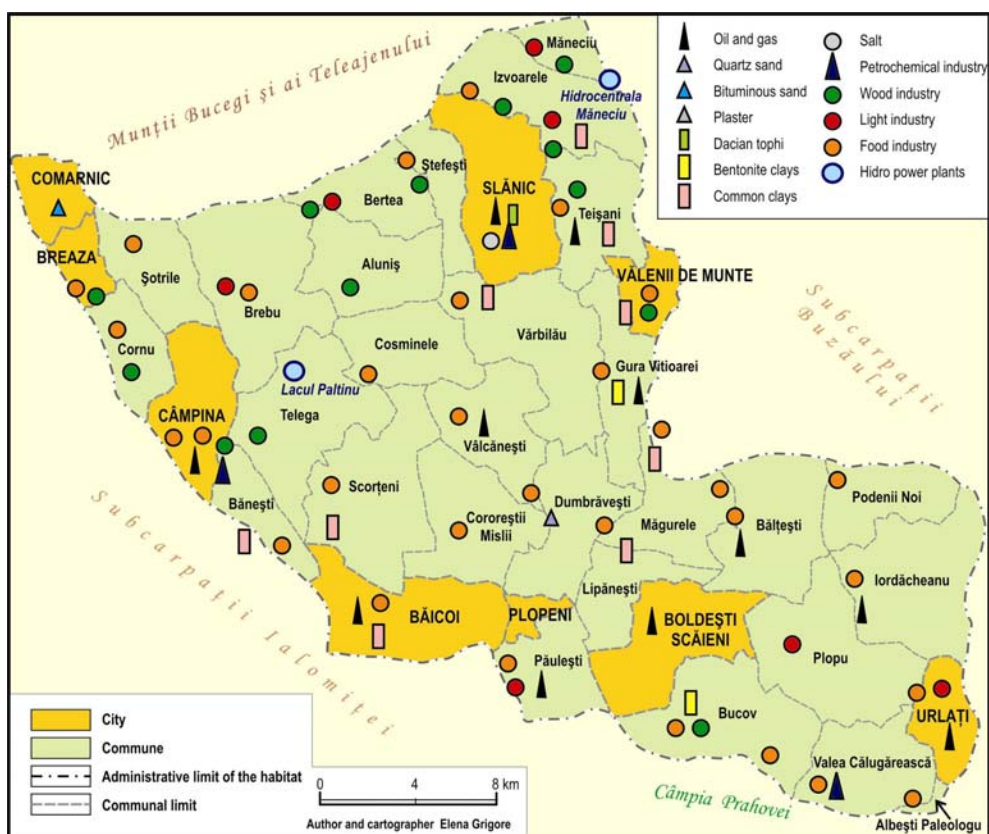 Munții Bucegi și ai Teleajenului
Subcarpații
Buzăului
Subcarpații Ialomiței
Câmpia Prahovei
Oil and gas
Quartz sand
Bituminous sand
Plaster
Dacian tophi
Bentonite clays
Common clays
Salt
Petrochemical industry
Wood industry
Light industry
Food industry
Hidro power plants
Măneciu
Izvoarele
Hidrocentrala
Măneciu
Ștefești
SLĂNIC
COMARNIC
Bertea
Teișani
BREAZA
Șotrile
Aluniș
VĂLENII DE MUNTE
Brebu
Vărbilău
Cornu
Cosminele
Gura Vitioarei
Lacul Paltinu
Telega
CÂMPINA
Vâlcănești
Scorțeni
Bănești
Cocoreștii
Mislii
Dumbrăvești
Măgurele
Bălțești
Podenii Noi
Iordăcheanu
Lipănești
BĂICOI
PLOPENI
BOLDEȘTI
SCĂIENI
Plopu
Păulești
Bucov
URLAȚI
Valea Călugărească
Albești Paleologu
City
Commune
Administrative limit of the habitat
Communal limit
0 4 8 km
Author and cartographer Elena Grigore